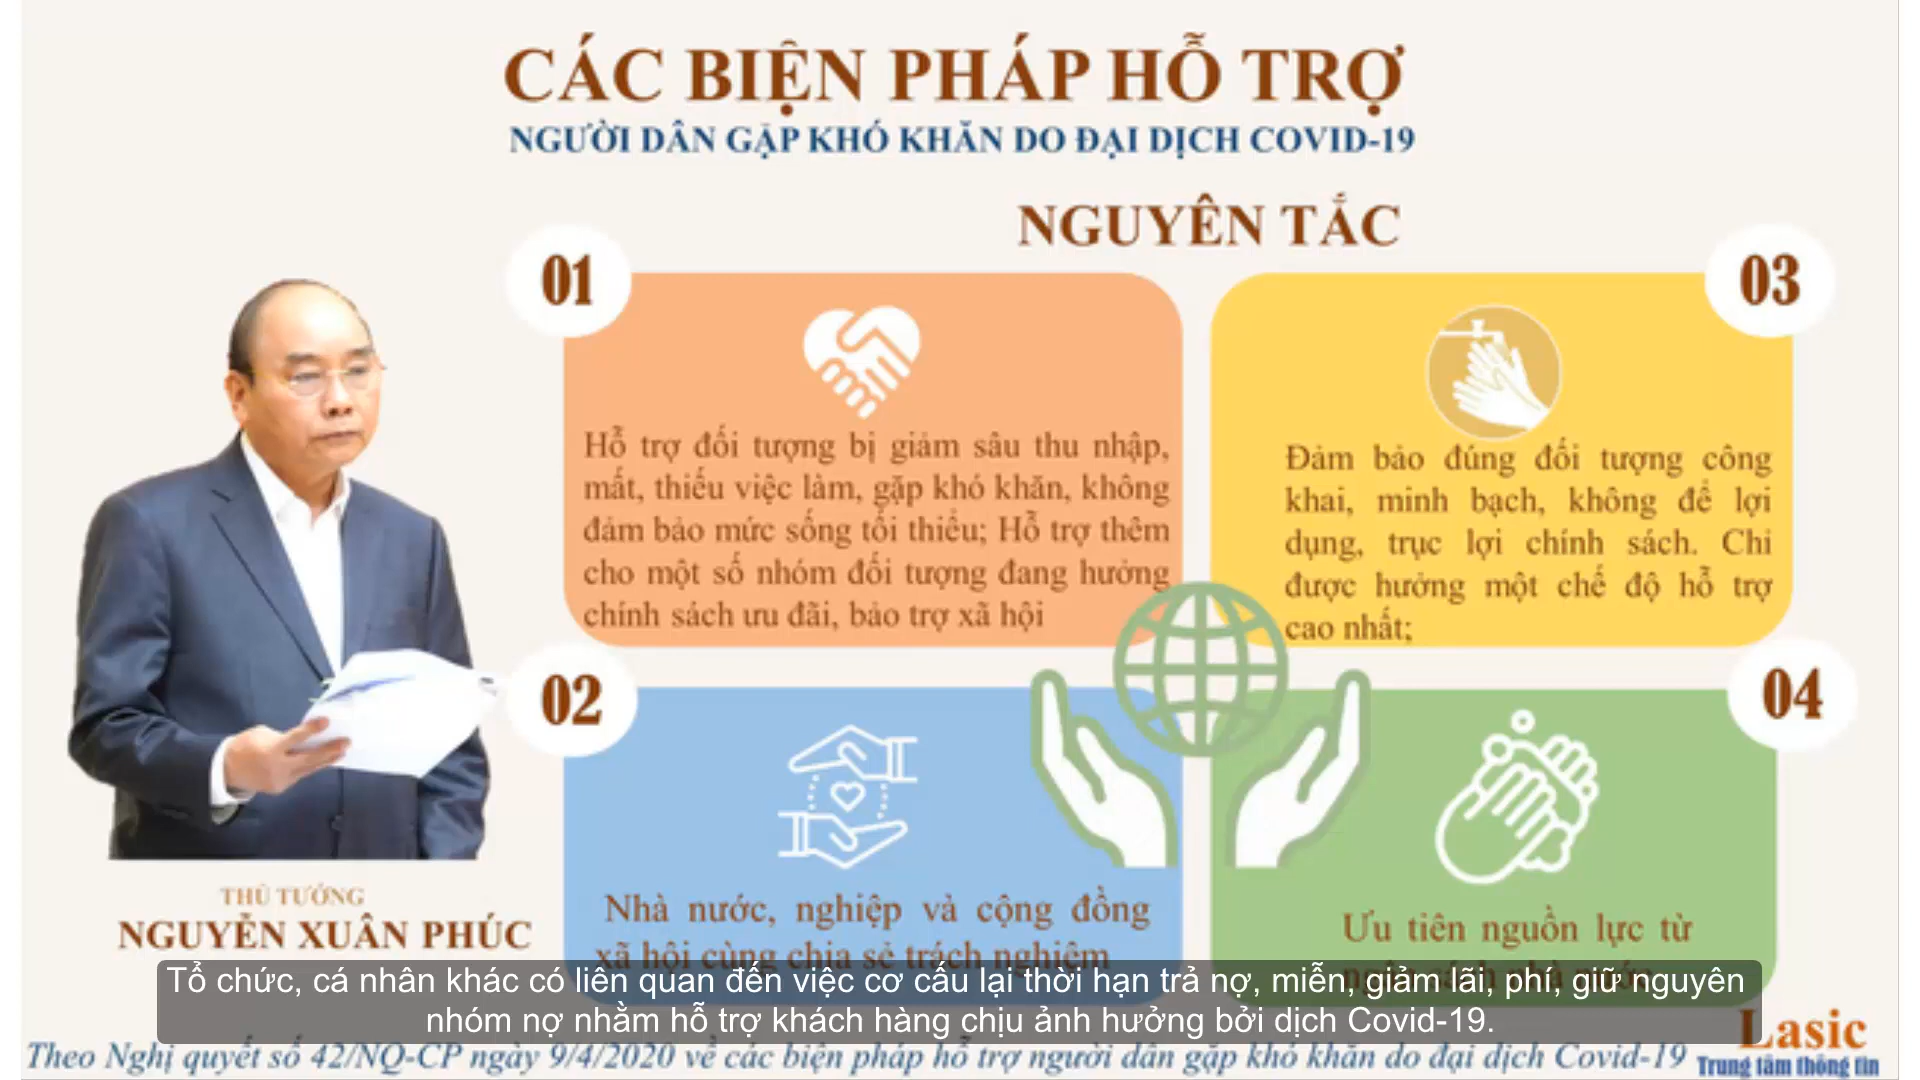 CÁC BIỆN PHÁP HỖ TRỢ
NGƯỜI DÂN GẶP KHÓ KHĂN DO ĐẠI DỊCH COVID-19
NGUYÊN TẮC
01
Hỗ trợ đối tượng bị giảm sâu thu nhập,
mất, thiếu việc làm, gặp khó khăn, không
đảm bảo mức sống tối thiểu; Hỗ trợ thêm
cho một số nhóm đối tượng đang hưởng
chính sách ưu đãi, bảo trợ xã hội
02
Nhà nước, nghiệp và cộng đồng
xã hội cùng chia sẻ trách nghiệm
03
Đảm bảo đúng đối tượng công
khai, minh bạch, không để lợi
dụng, trục lợi chính sách. Chỉ
được hưởng một chế độ hỗ trợ
cao nhất;
04
Ưu tiên nguồn lực từ
THỦ TƯỚNG
NGUYỄN XUÂN PHÚC
Tổ chức, cá nhân khác có liên quan đến việc cơ cấu lại thời hạn trả nợ, miễn, giảm lãi, phí, giữ nguyên
nhóm nợ nhằm hỗ trợ khách hàng chịu ảnh hưởng bởi dịch Covid-19.
Theo Nghị quyết số 42/NQ-CP ngày 9/4/2020 về các biện pháp hỗ trợ người dân gặp khó khăn do đại dịch Covid-19
Lasic
Trung tâm thông tin